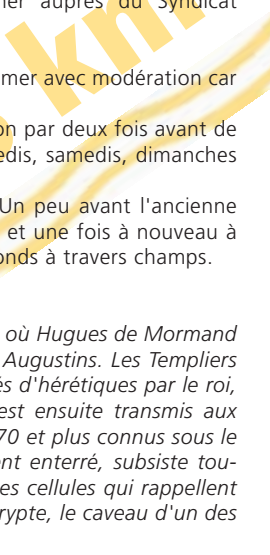 auprès du Syndicat
mer avec modération car
on par deux fois avant de
edis, samedis, dimanches
Un peu avant l'ancienne
et une fois à nouveau à
onds à travers champs.
où Hugues de Mormand
Augustins. Les Templiers
és d'hérétiques par le roi,
est ensuite transmis aux
70 et plus connus sous le
nt enterré, subsiste tou-
es cellules qui rappellent
rypte, le caveau d'un des